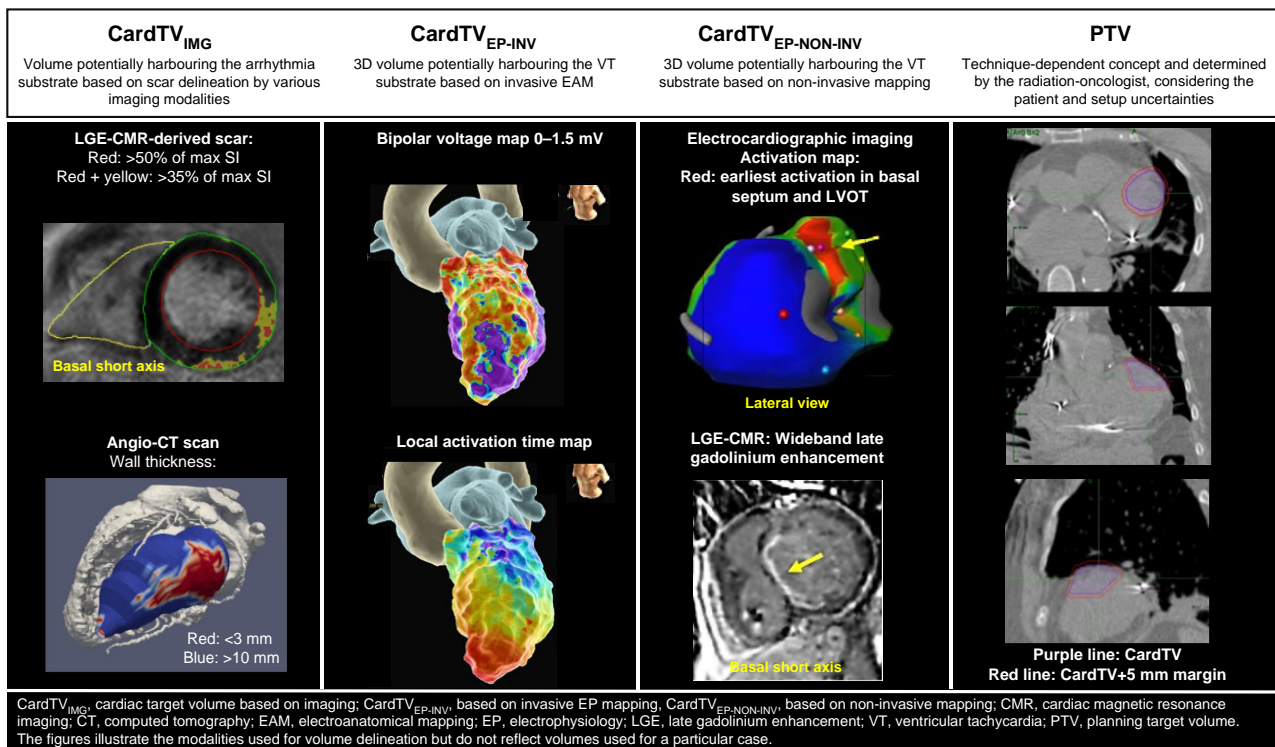 CardTV_IMG
Volume potentially harbouring the arrhythmia
substrate based on scar delineation by various
imaging modalities
CardTV_EP-INV
3D volume potentially harbouring the VT
substrate based on invasive EAM
CardTV_EP-NON-INV
3D volume potentially harbouring the VT
substrate based on non-invasive mapping
PTV
Technique-dependent concept and determined
by the radiation-oncologist, considering the
patient and setup uncertainties
LGE-CMR-derived scar:
Red: >50% of max SI
Red + yellow: >35% of max SI
Basal short axis
Angio-CT scan
Wall thickness:
Red: <3 mm
Blue: >10 mm
Bipolar voltage map 0–1.5 mV
Local activation time map
Electrocardiographic imaging
Activation map:
Red: earliest activation in basal
septum and LVOT
Lateral view
LGE-CMR: Wideband late
gadolinium enhancement
Basal short axis
Purple line: CardTV
Red line: CardTV+5 mm margin
CardTV_IMG, cardiac target volume based on imaging; CardTV_EP-INV, based on invasive EP mapping, CardTV_EP-NON-INV, based on non-invasive mapping; CMR, cardiac magnetic resonance
imaging; CT, computed tomography; EAM, electroanatomical mapping; EP, electrophysiology; LGE, late gadolinium enhancement; VT, ventricular tachycardia; PTV, planning target volume.
The figures illustrate the modalities used for volume delineation but do not reflect volumes used for a particular case.